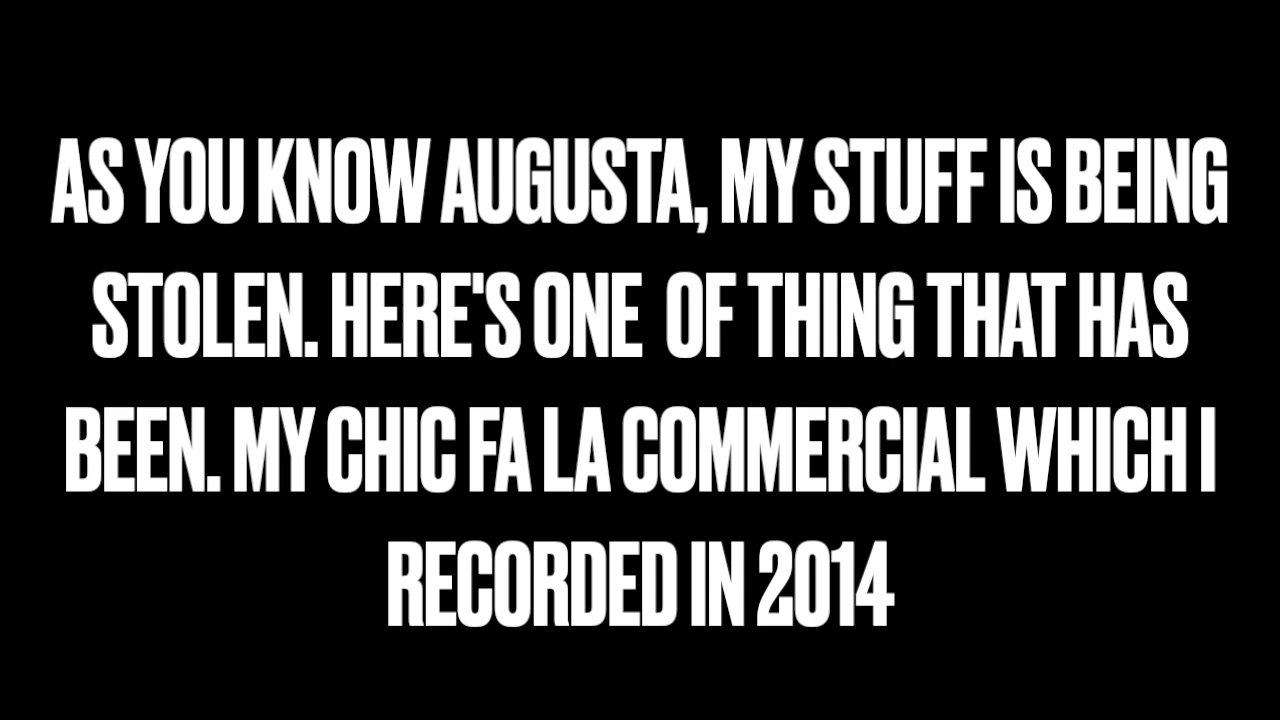 AS YOU KNOW AUGUSTA, MY STUFF IS BEING
STOLEN. HERE'S ONE  OF THING THAT HAS
BEEN. MY CHIC FA LA COMMERCIAL WHICH I
RECORDED IN 2014